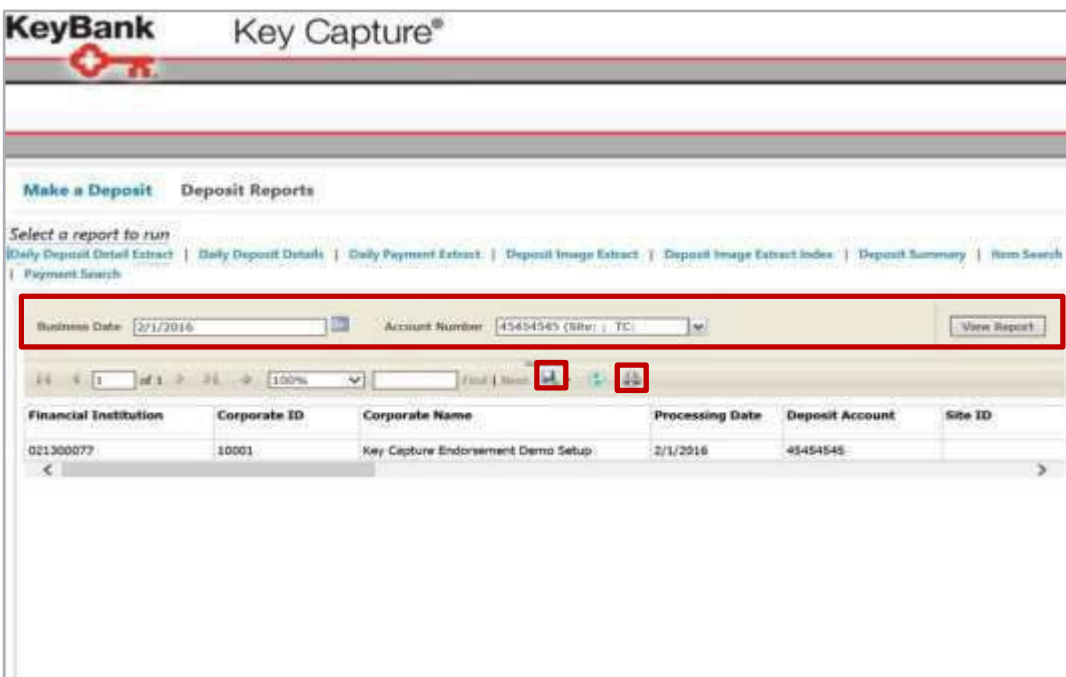 KeyBank Key Capture®
Make a Deposit Deposit Reports
Select a report to run
Daily Deposit Detail Extract | Daily Deposit Details | Daily Payment Extract | Deposit Image Extract | Deposit Image Extract Index | Deposit Summary | Item Search
| Payment Search
Business Date 2/1/2016 Account Number 45454545 (Site: ; TC: View Report
1 of 1 100% Find | Next
Financial Institution Corporate ID Corporate Name Processing Date Deposit Account Site ID
021300077 10001 Key Capture Endorsement Demo Setup 2/1/2016 45454545